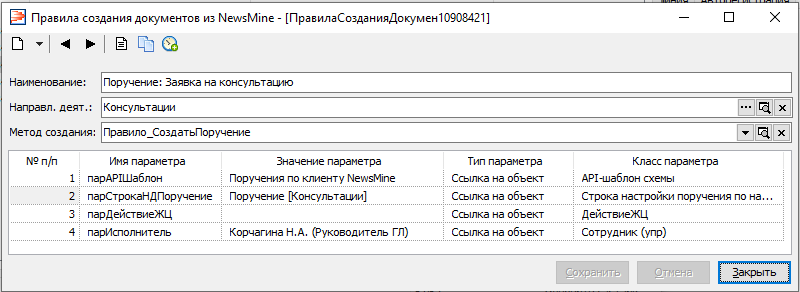 Правила создания документов из NewsMine - [ПравилаСозданияДокумен10908421]
Наименование: Поручение: Заявка на консультацию
Направл. деят.: Консультации
Метод создания: Правило_СоздатьПоручение
№ п/п Имя параметра Значение параметра Тип параметра Класс параметра
1 парAPIШаблон Поручения по клиенту NewsMine Ссылка на объект API-шаблон схемы
2 парСтрокаНДПоручение Поручение [Консультации] Ссылка на объект Строка настройки поручения по на...
3 парДействиеЖЦ Ссылка на объект ДействиеЖЦ
4 парИсполнитель Корчагина Н.А. (Руководитель ГЛ) Ссылка на объект Сотрудник (упр)
Сохранить Отмена Закрыть